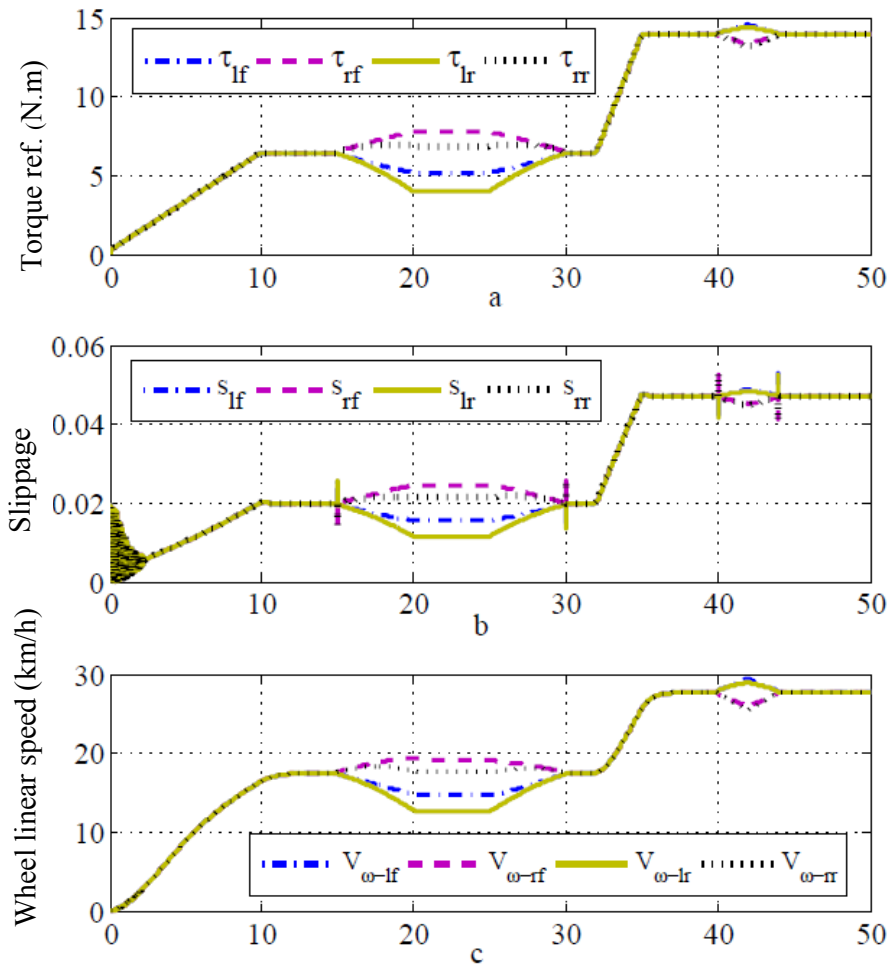 Torque ref. (N.m)
15
10
5
0
τlf τrf τlr τrr
0 10 20 30 40 50
a
Slippage
0.06
0.04
0.02
0
slf srf slr srr
0 10 20 30 40 50
b
Wheel linear speed (km/h)
30
20
10
0
Vω−lf Vω−rf Vω−lr Vω−rr
0 10 20 30 40 50
c